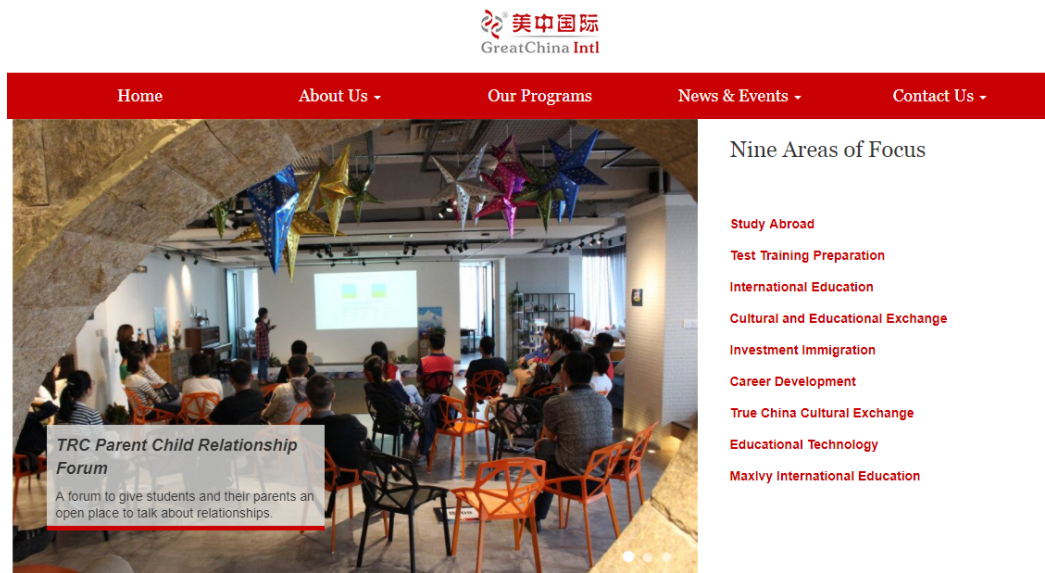 美中国际
GreatChina Intl
Home
About Us
Our Programs
News & Events
Contact Us
TRC Parent Child Relationship
Forum
A forum to give students and their parents an
open place to talk about relationships.
Nine Areas of Focus
Study Abroad
Test Training Preparation
International Education
Cultural and Educational Exchange
Investment Immigration
Career Development
True China Cultural Exchange
Educational Technology
MaxIvy International Education